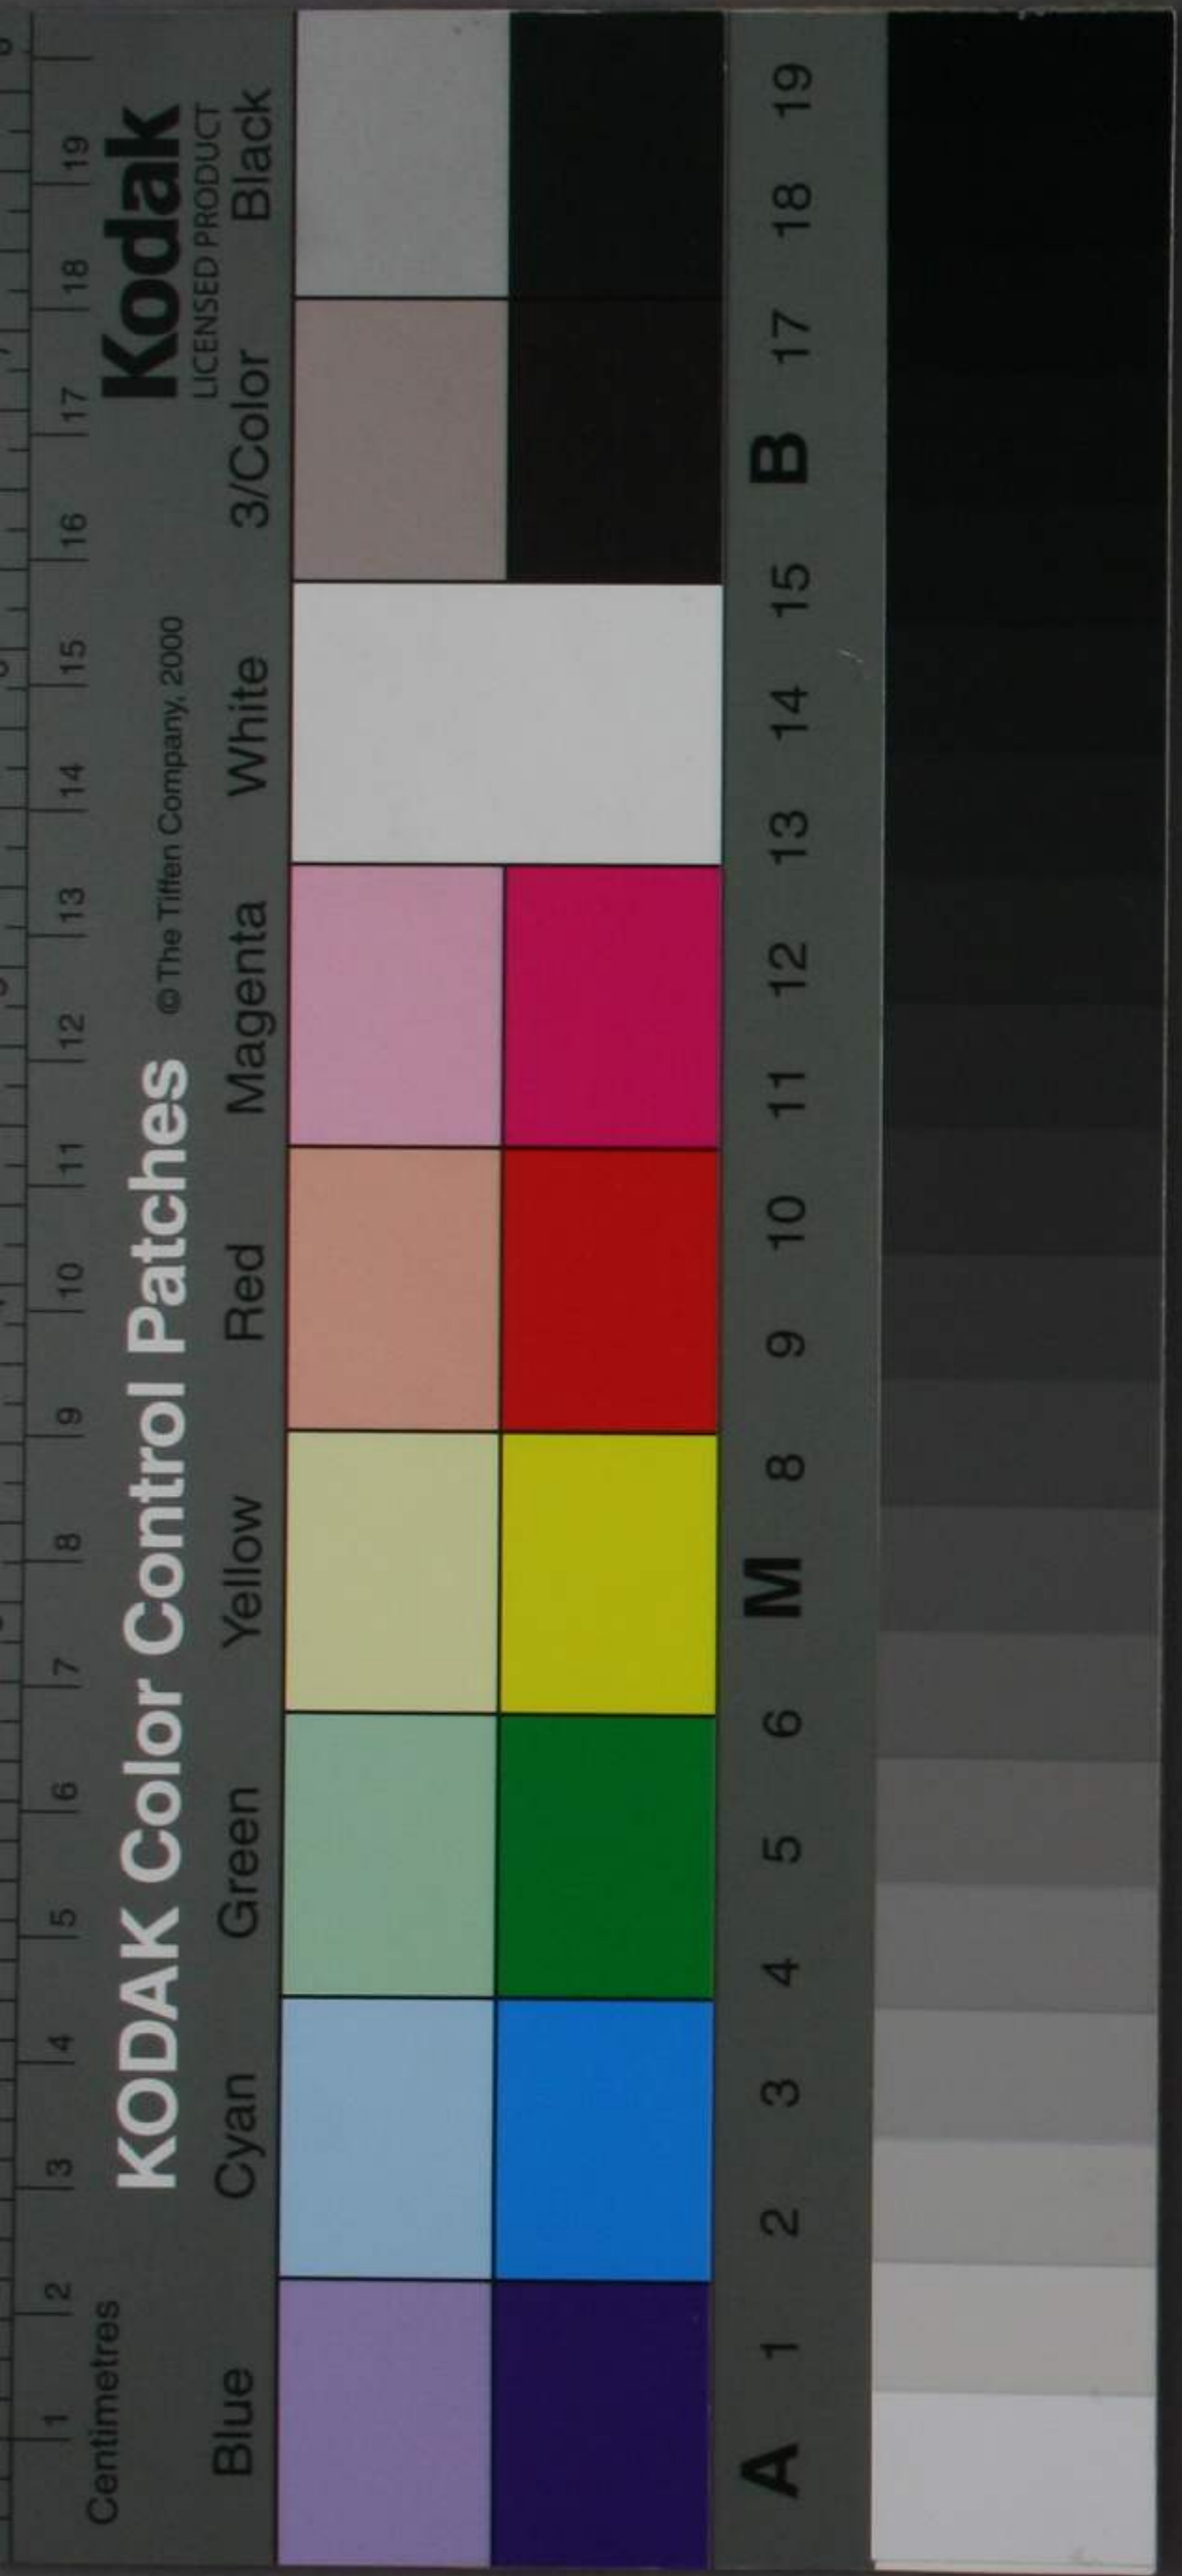 Centimetres
1 2 3 4 5 6 7 8 9 10 11 12 13 14 15 16 17 18 19
KODAK Color Control Patches © The Tiffen Company, 2000 Kodak
LICENSED PRODUCT
Blue Cyan Green Yellow Red Magenta White 3/Color Black
A 1 2 3 4 5 6 M 8 9 10 11 12 13 14 15 B 17 18 19